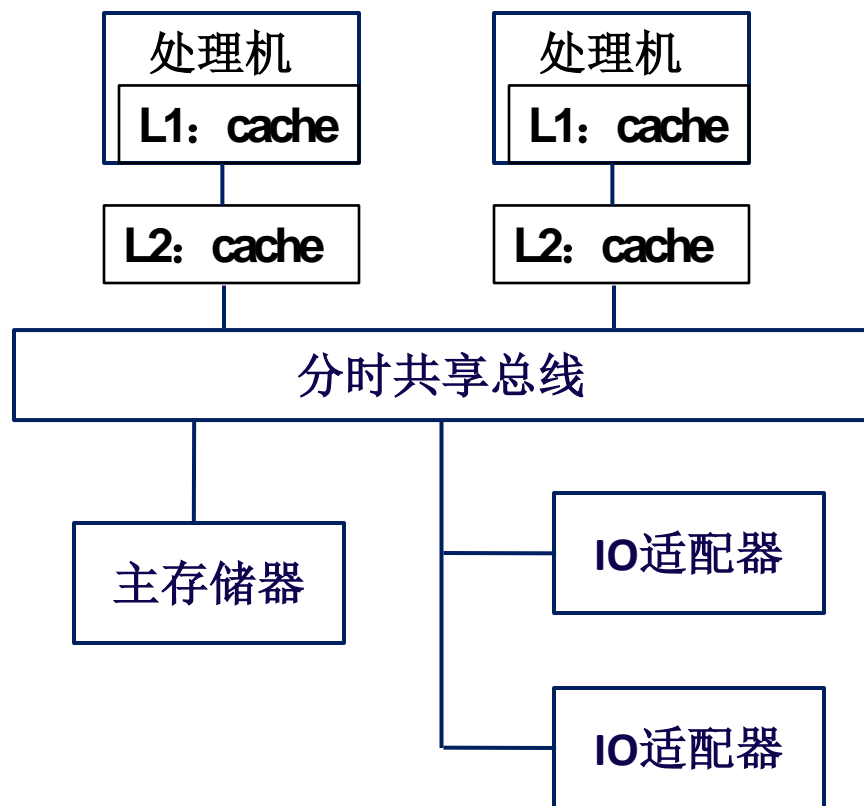 处理机
处理机
L1：cache
L1：cache
L2：cache
L2：cache
分时共享总线
主存储器
IO适配器
IO适配器